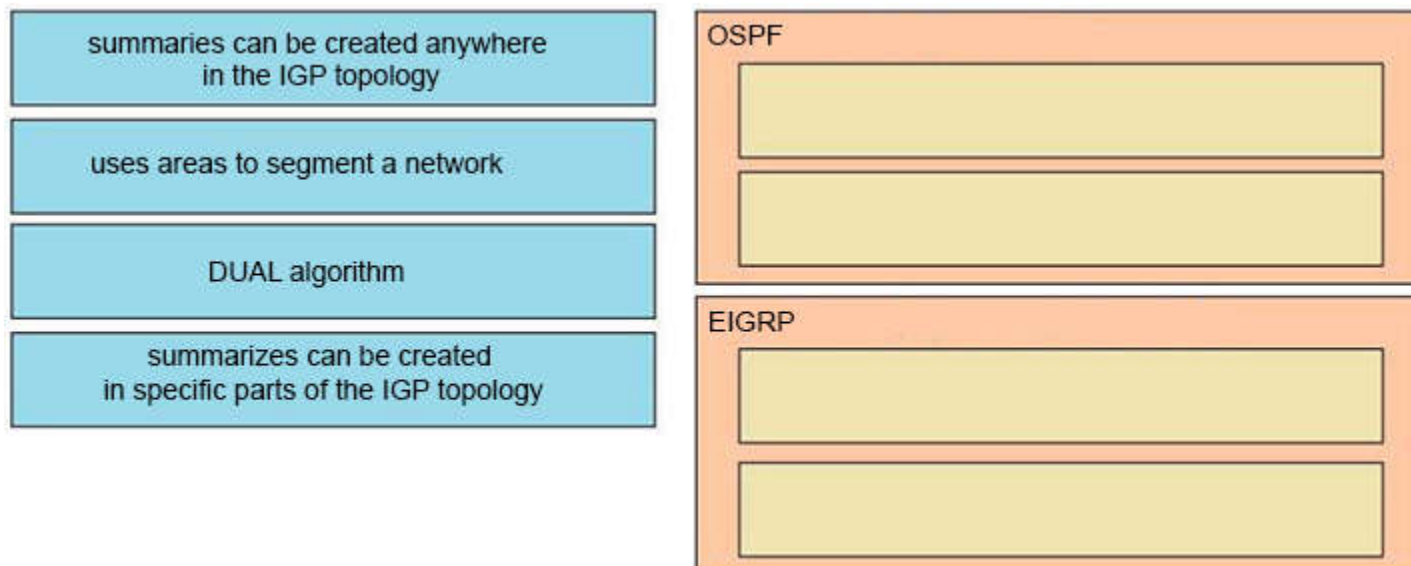 summaries can be created anywhere
in the IGP topology
uses areas to segment a network
DUAL algorithm
summarizes can be created
in specific parts of the IGP topology
OSPF
EIGRP